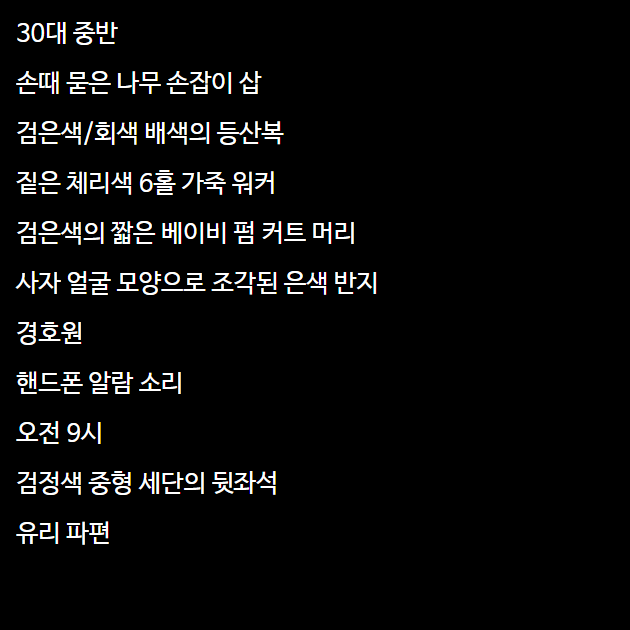 30대 중반
손때 묻은 나무 손잡이 삽
검은색/회색 배색의 등산복
짙은 체리색 6홀 가죽 워커
검은색의 짧은 베이비 펌 커트 머리
사자 얼굴 모양으로 조각된 은색 반지
경호원
핸드폰 알람 소리
오전 9시
검정색 중형 세단의 뒷좌석
유리 파편